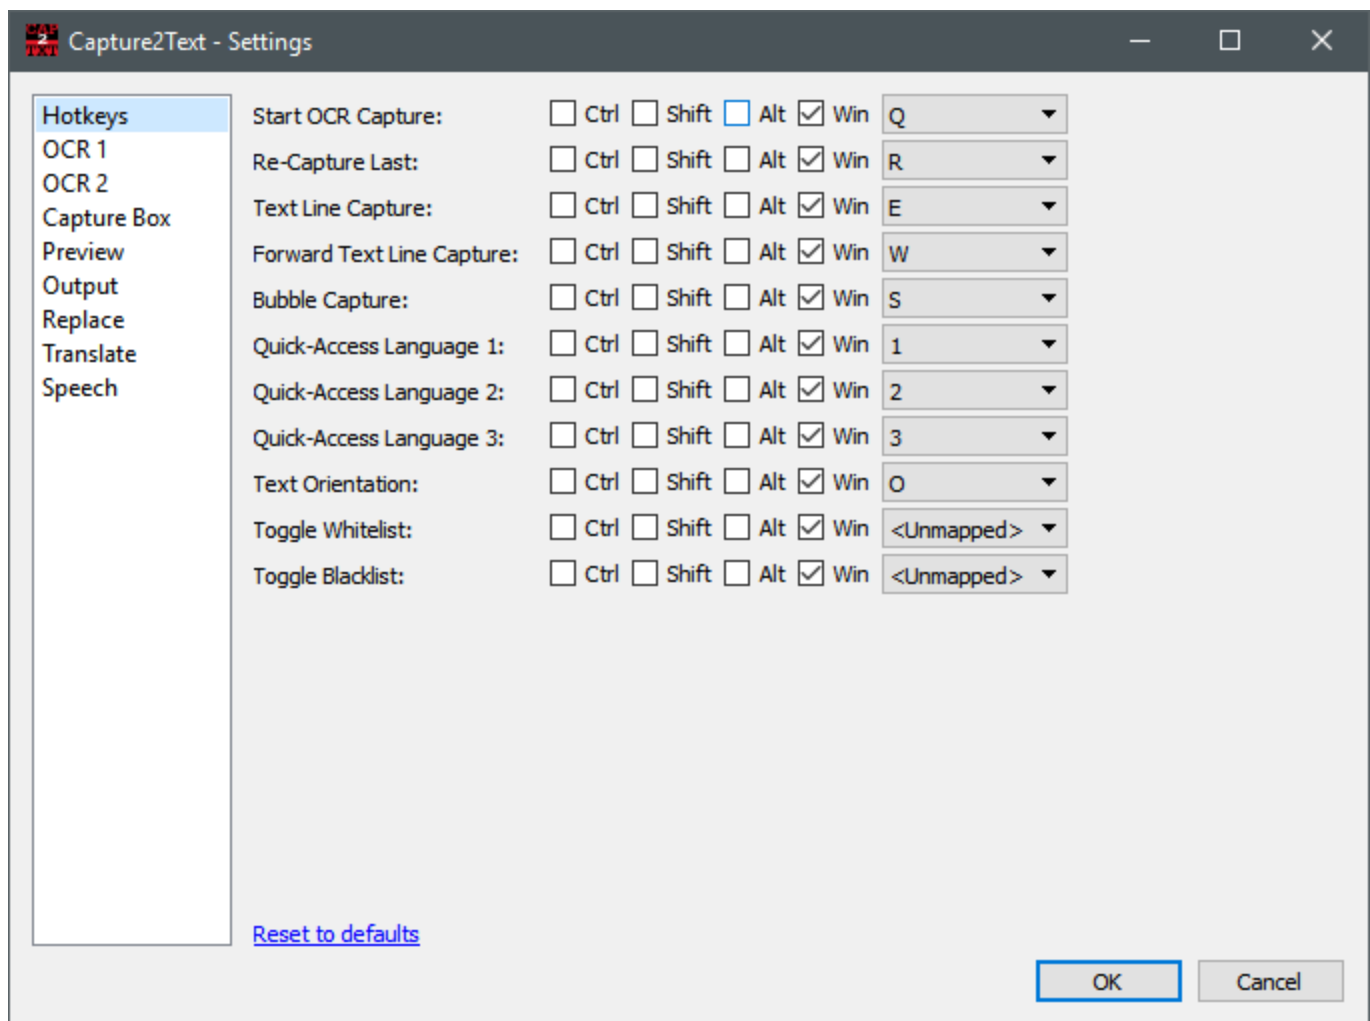 CAP
2
TXT
Capture2Text - Settings
Hotkeys
OCR 1
OCR 2
Capture Box
Preview
Output
Replace
Translate
Speech
Start OCR Capture: Ctrl Shift Alt Win Q
Re-Capture Last: Ctrl Shift Alt Win R
Text Line Capture: Ctrl Shift Alt Win E
Forward Text Line Capture: Ctrl Shift Alt Win W
Bubble Capture: Ctrl Shift Alt Win S
Quick-Access Language 1: Ctrl Shift Alt Win 1
Quick-Access Language 2: Ctrl Shift Alt Win 2
Quick-Access Language 3: Ctrl Shift Alt Win 3
Text Orientation: Ctrl Shift Alt Win O
Toggle Whitelist: Ctrl Shift Alt Win <Unmapped>
Toggle Blacklist: Ctrl Shift Alt Win <Unmapped>
Reset to defaults
OK Cancel